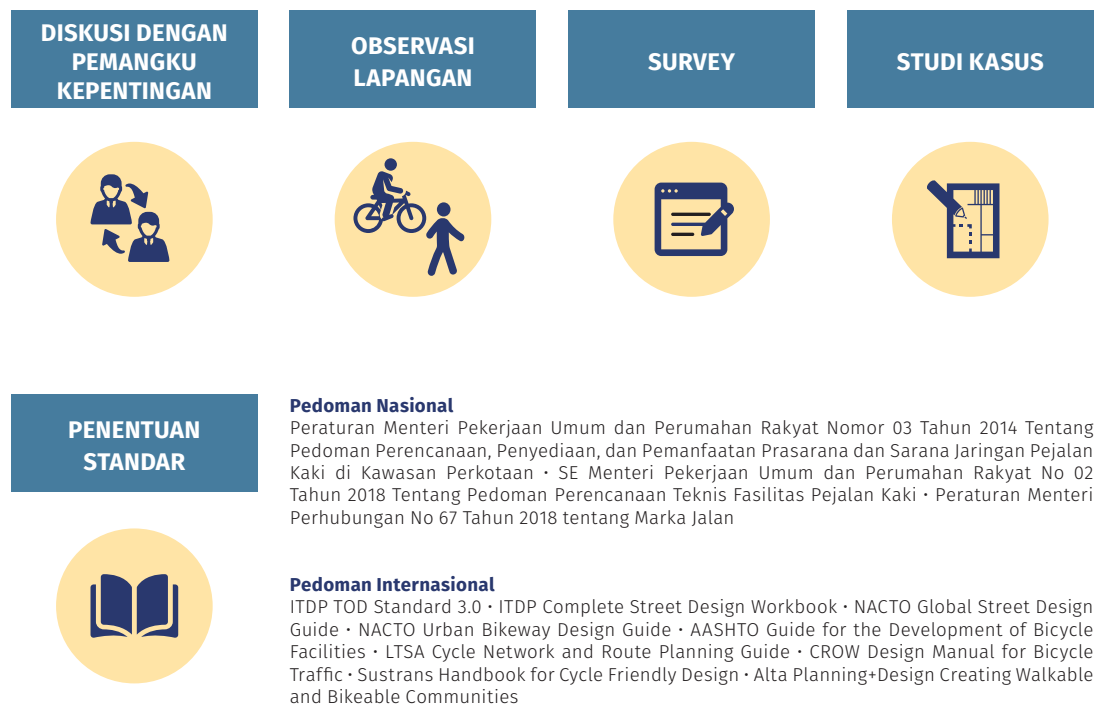 DISKUSI DENGAN
PEMANGKU
KEPENTINGAN
OBSERVASI
LAPANGAN
SURVEY
STUDI KASUS
PENENTUAN
STANDAR
Pedoman Nasional
Peraturan Menteri Pekerjaan Umum dan Perumahan Rakyat Nomor 03 Tahun 2014 Tentang
Pedoman Perencanaan, Penyediaan, dan Pemanfaatan Prasarana dan Sarana Jaringan Pejalan
Kaki di Kawasan Perkotaan • SE Menteri Pekerjaan Umum dan Perumahan Rakyat No 02
Tahun 2018 Tentang Pedoman Perencanaan Teknis Fasilitas Pejalan Kaki • Peraturan Menteri
Perhubungan No 67 Tahun 2018 tentang Marka Jalan
Pedoman Internasional
ITDP TOD Standard 3.0 • ITDP Complete Street Design Workbook • NACTO Global Street Design
Guide • NACTO Urban Bikeway Design Guide • AASHTO Guide for the Development of Bicycle
Facilities • LTSA Cycle Network and Route Planning Guide • CROW Design Manual for Bicycle
Traffic • Sustrans Handbook for Cycle Friendly Design • Alta Planning+Design Creating Walkable
and Bikeable Communities